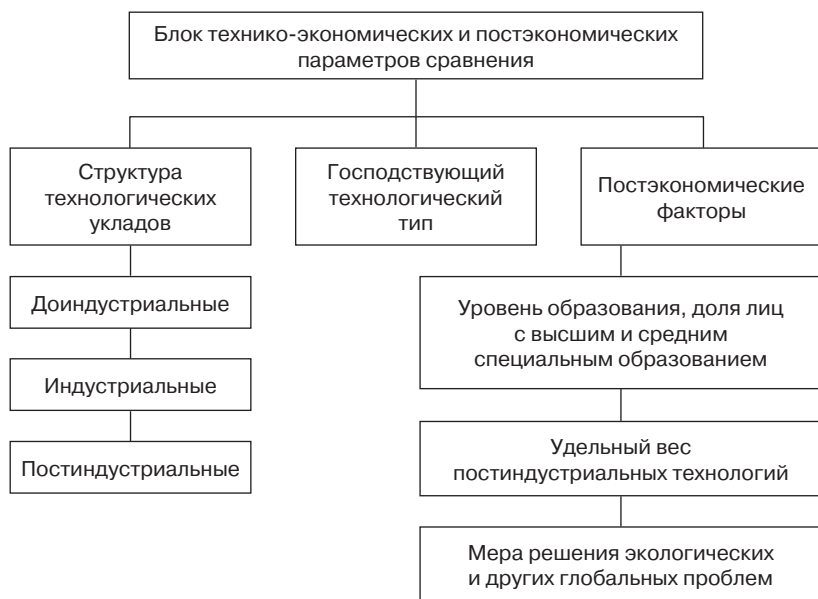 Блок технико-экономических и постэкономических
параметров сравнения
Структура
технологических
укладов
Господствующий
технологический
тип
Постэкономические
факторы
Доиндустриальные
Индустриальные
Постиндустриальные
Уровень образования, доля лиц
с высшим и средним
специальным образованием
Удельный вес
постиндустриальных технологий
Мера решения экологических
и других глобальных проблем